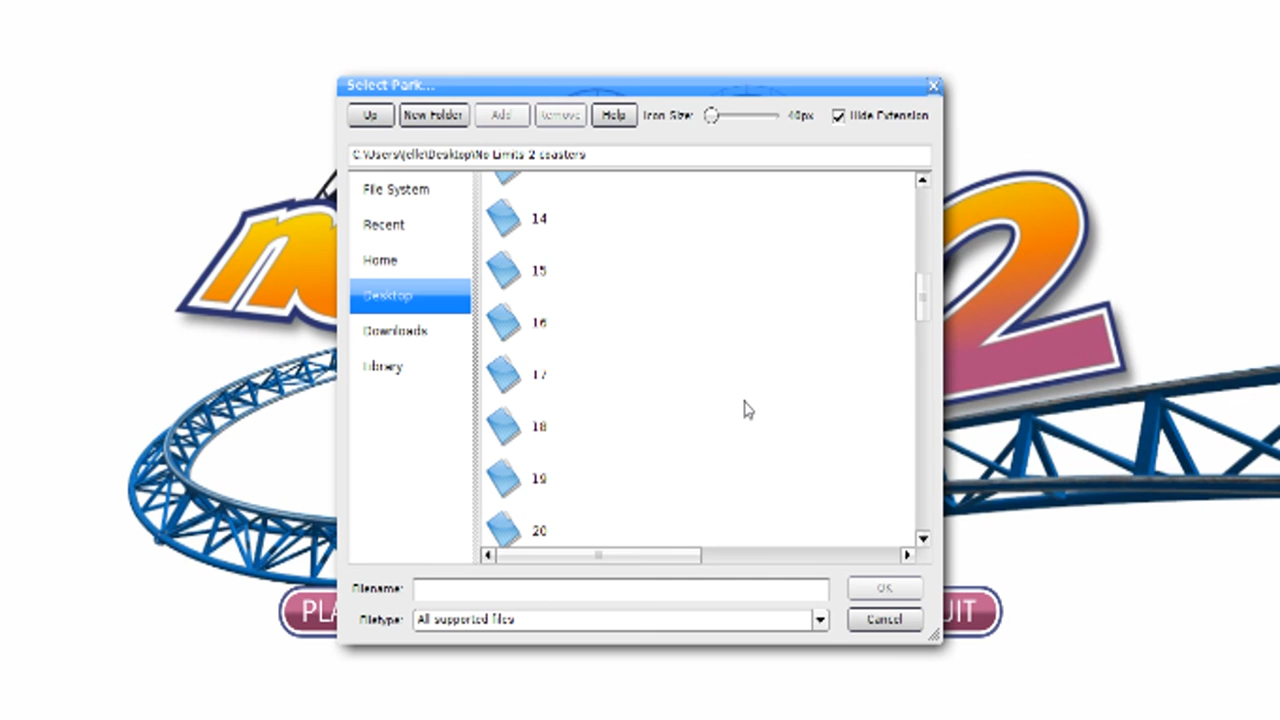 Select Park...
Up New Folder Add Remove Help Icon Size: 40px Hide Extension
C:\Users\jelle\Desktop\No Limits 2 coasters
File System
Recent
Home
Desktop
Downloads
Library
14
15
16
17
18
19
20
Filename: OK
Filetype: All supported files Cancel
n 2
PLA UIT